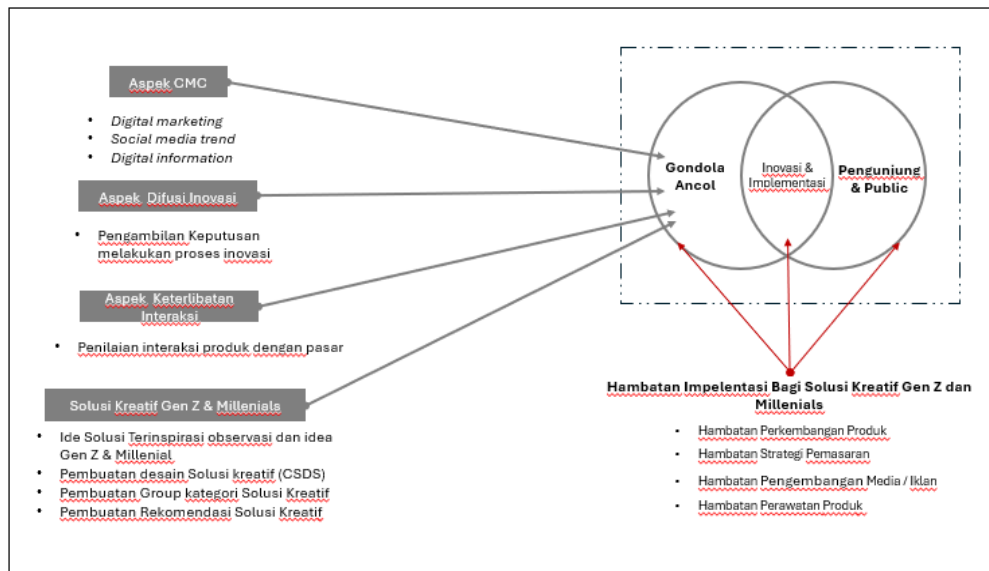 Aspek CMC
Digital marketing
Social media trend
Digital information
Aspek Difusi Inovasi
Pengambilan Keputusan
melakukan proses inovasi
Aspek Keterlibatan
Interaksi
Penilaian interaksi produk dengan pasar
Solusi Kreatif Gen Z & Millenials
Ide Solusi Terinspirasi observasi dan idea
Gen Z & Millenial
Pembuatan desain Solusi kreatif (CSDS)
Pembuatan Group kategori Solusi Kreatif
Pembuatan Rekomendasi Solusi Kreatif
Gondola
Ancol
Inovasi &
Implementasi
Pengunjung
& Public
Hambatan Impelentasi Bagi Solusi Kreatif Gen Z dan
Millenials
Hambatan Perkembangan Produk
Hambatan Strategi Pemasaran
Hambatan Pengembangan Media / Iklan
Hambatan Perawatan Produk